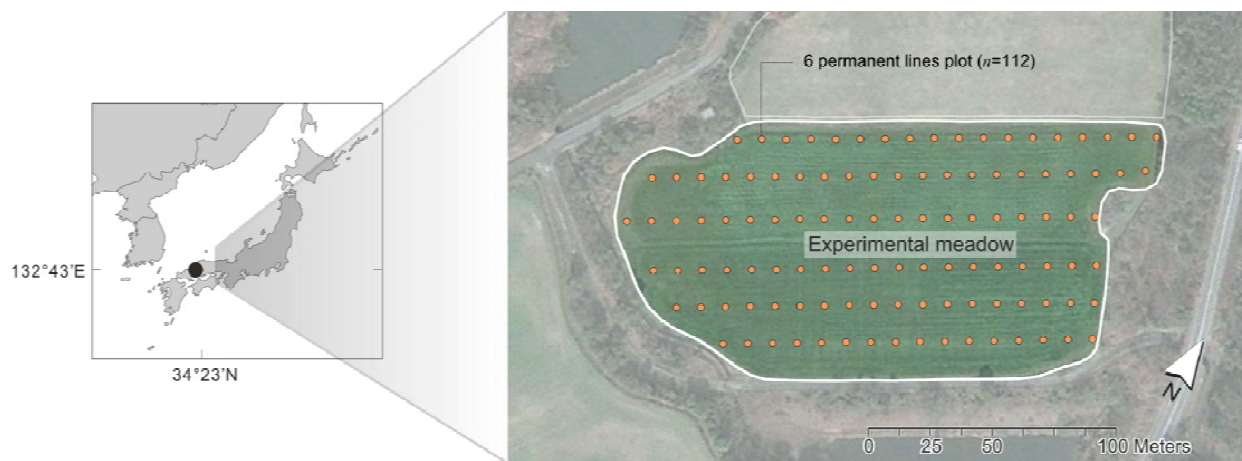 6 permanent lines plot (n=112)
Experimental meadow
132°43'E
34°23'N
N
0 25 50 100 Meters